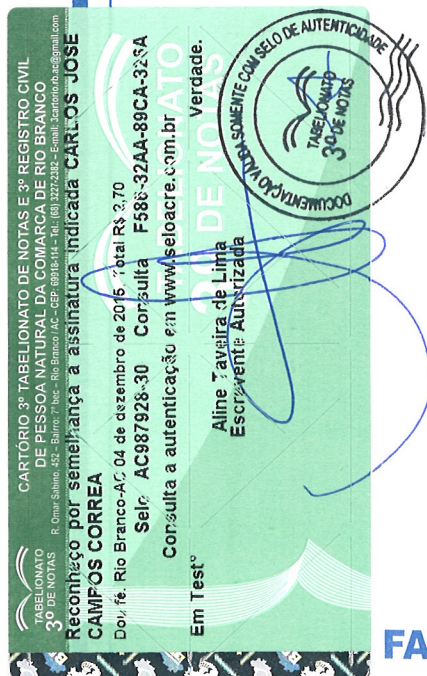 TABELIONATO
3º DE NOTAS
CARTÓRIO 3º TABELIONATO DE NOTAS E 3º REGISTRO CIVIL
DE PESSOA NATURAL DA COMARCA DE RIO BRANCO
R. Omar Sabino, 452 – Bairro: 7º bec – Rio Branco / AC – CEP: 69918-114 – Tel.: (68) 3227-2382 – E-mail: 3cartorio.rb.ac@gmail.com
Reconheço por semelhança a assinatura indicada CARLOS JOSE
CAMPOS CORREA
Dou fé. Rio Branco-AC 04 de dezembro de 2015. Total R$ 2,70
Selo AC987928-30 Consulta F586-32AA-89CA-32
Consulta a autenticação em www.seloacre.com.br
Em Testº Verdade.
Aline Taveira de Lima
Escrevente Autorizada
DOCUMENTAÇÃO VÁLIDA SOMENTE COM SELO DE AUTENTICIDADE
TABELIONATO
3º DE NOTAS
FA